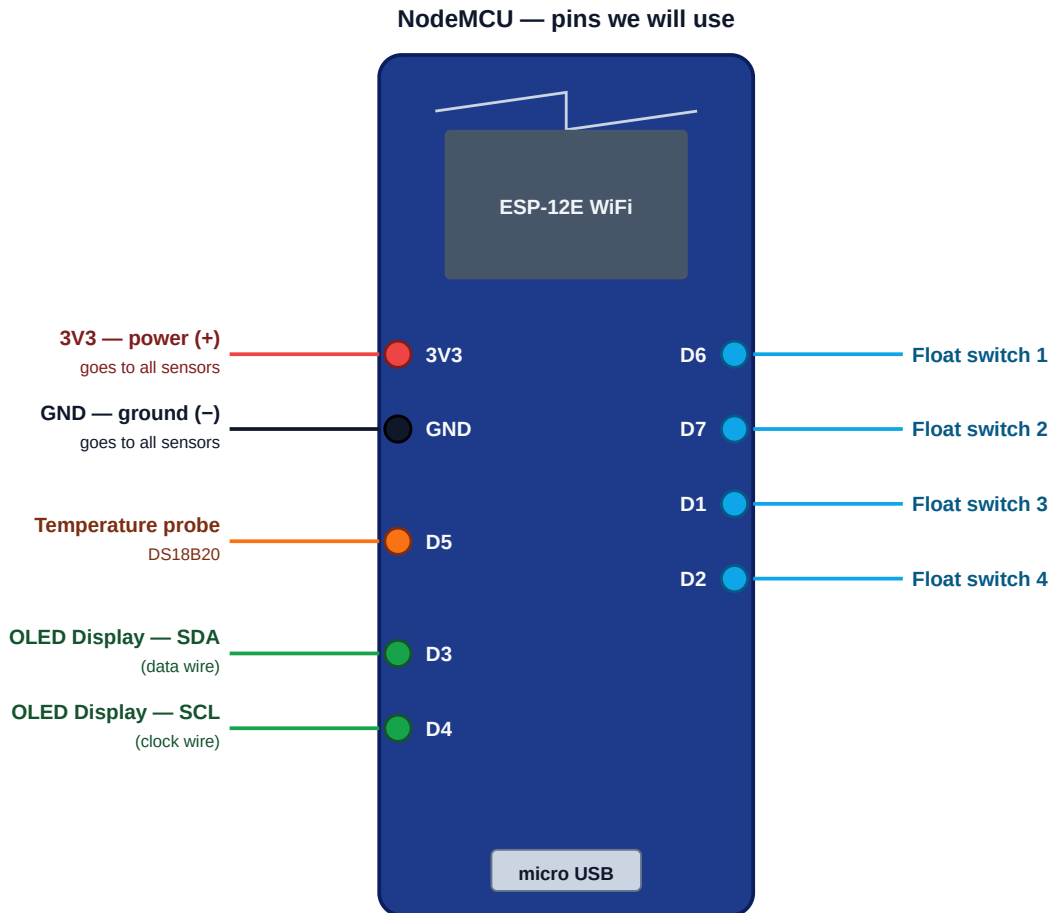 NodeMCU — pins we will use
ESP-12E WiFi
3V3 — power (+)
goes to all sensors
3V3
D6
Float switch 1
GND — ground (−)
goes to all sensors
GND
D7
Float switch 2
D1
Float switch 3
Temperature probe
DS18B20
D5
D2
Float switch 4
OLED Display — SDA
(data wire)
D3
OLED Display — SCL
(clock wire)
D4
micro USB